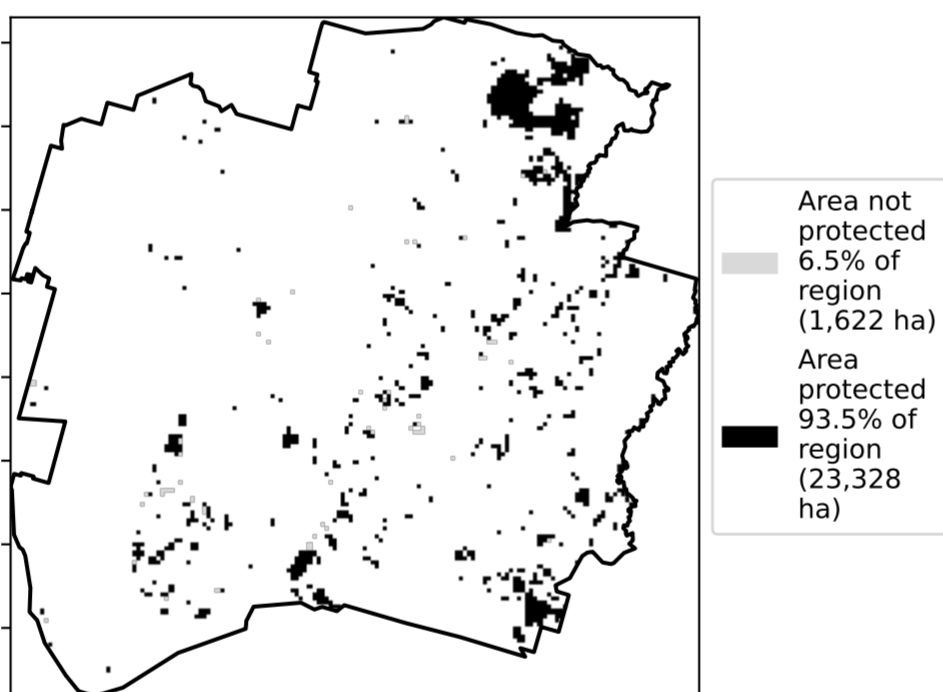 Area not
protected
6.5% of
region
(1,622 ha)
Area
protected
93.5% of
region
(23,328
ha)